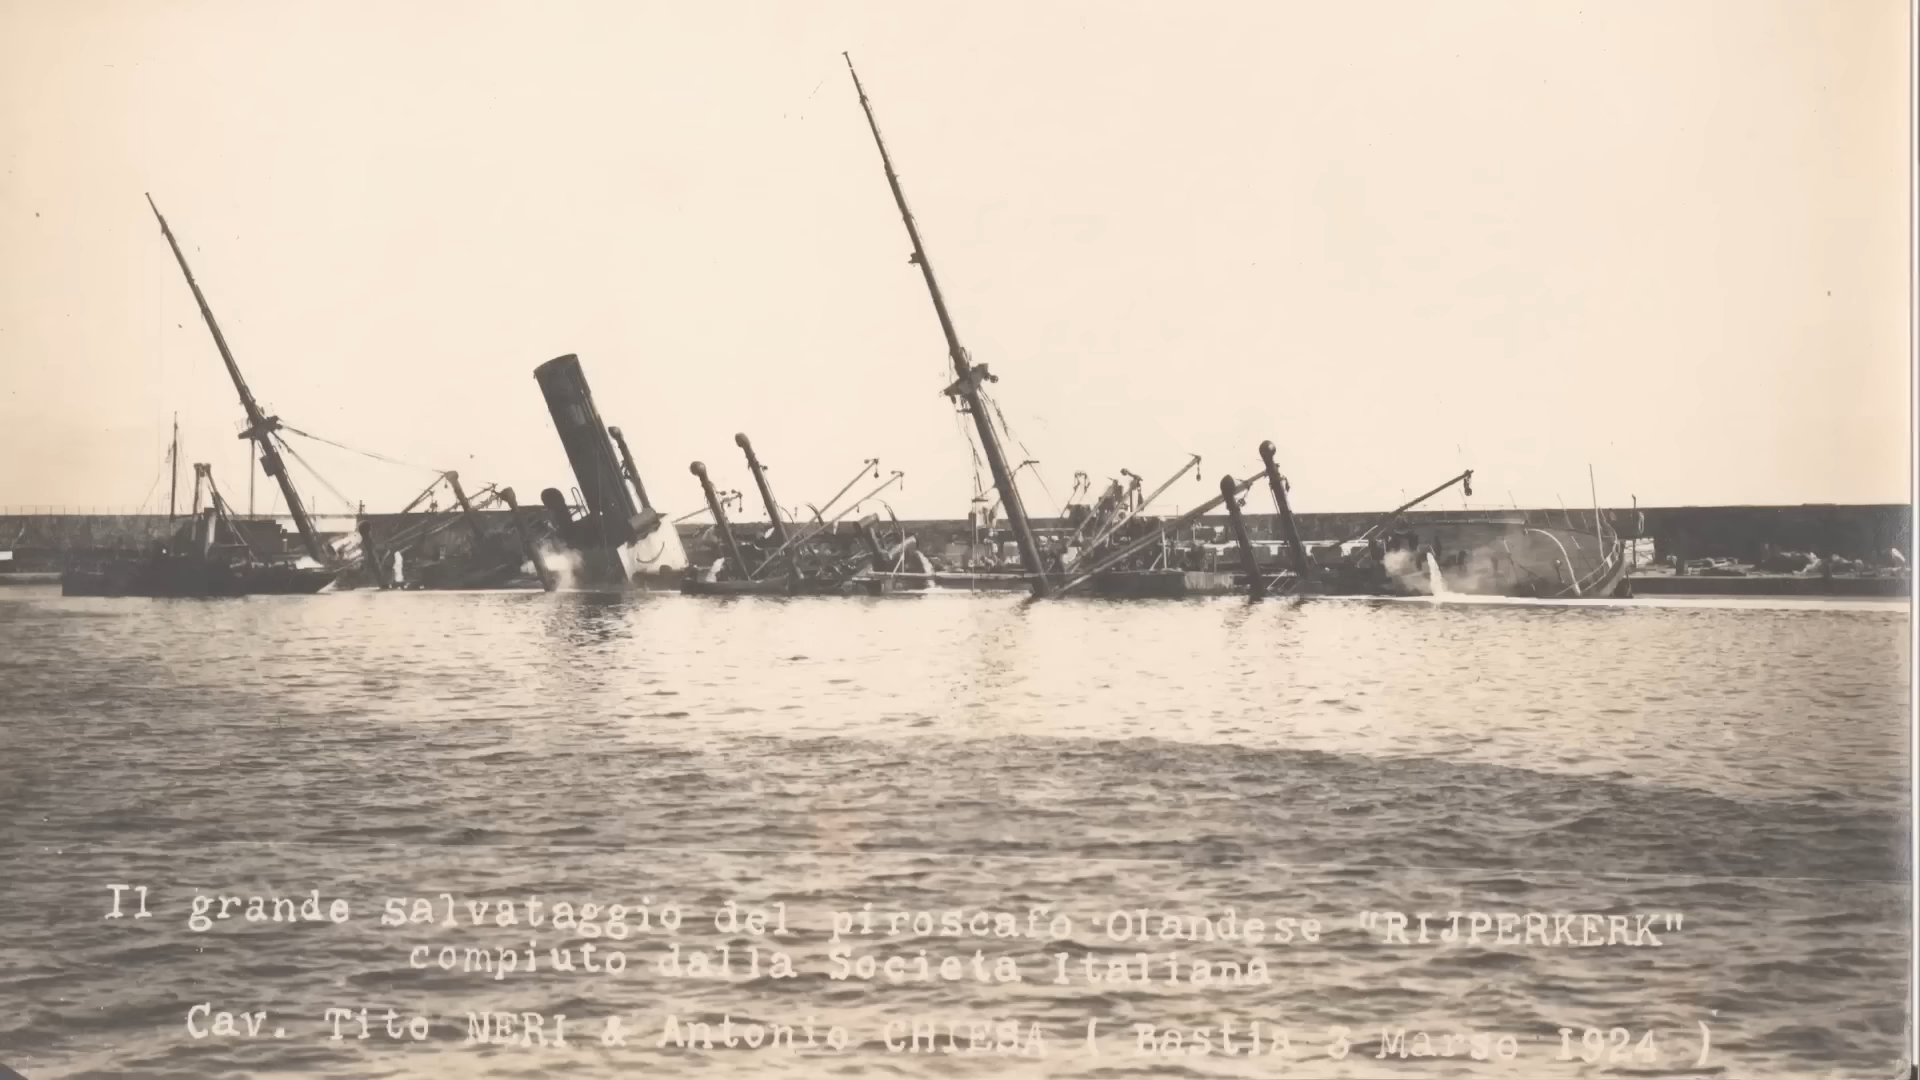 Il grande salvataggio del piroscafo Olandese "RIJPERKERK"
compiuto dalla Societa Italiana
Cav. Tito NERI & Antonio CHIESA ( Bastia 3 Marso 1924 )